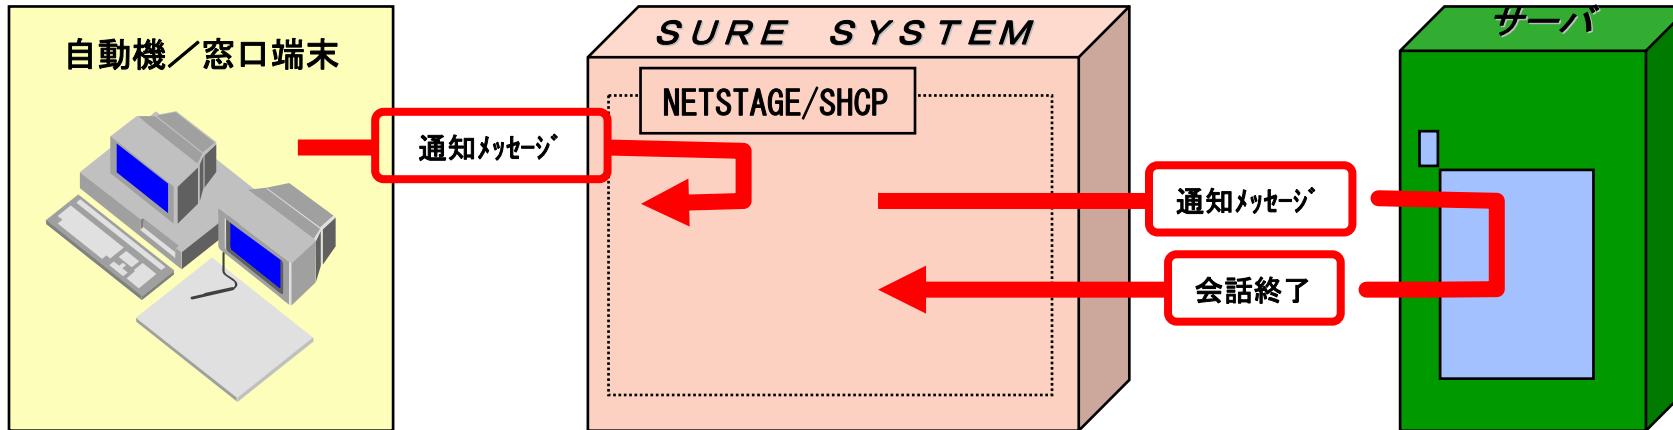 自動機／窓口端末
SURE SYSTEM
サーバ
NETSTAGE/SHCP
通知ﾒｯｾｰｼﾞ
通知ﾒｯｾｰｼﾞ
会話終了